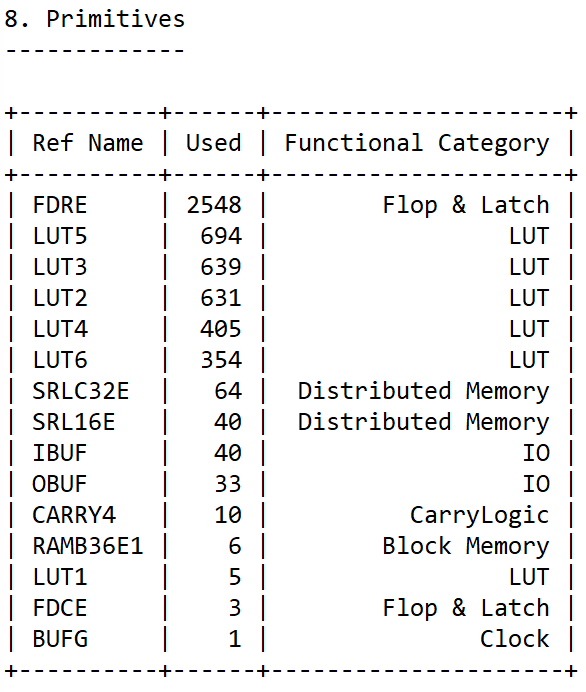 8. Primitives
-------------
+----------+------+---------------------+
| Ref Name | Used | Functional Category |
+----------+------+---------------------+
| FDRE     | 2548 |        Flop & Latch |
| LUT5     |  694 |                 LUT |
| LUT3     |  639 |                 LUT |
| LUT2     |  631 |                 LUT |
| LUT4     |  405 |                 LUT |
| LUT6     |  354 |                 LUT |
| SRLC32E  |   64 |  Distributed Memory |
| SRL16E   |   40 |  Distributed Memory |
| IBUF     |   40 |                  IO |
| OBUF     |   33 |                  IO |
| CARRY4   |   10 |          CarryLogic |
| RAMB36E1 |    6 |        Block Memory |
| LUT1     |    5 |                 LUT |
| FDCE     |    3 |        Flop & Latch |
| BUFG     |    1 |               Clock |
+----------+------+---------------------+